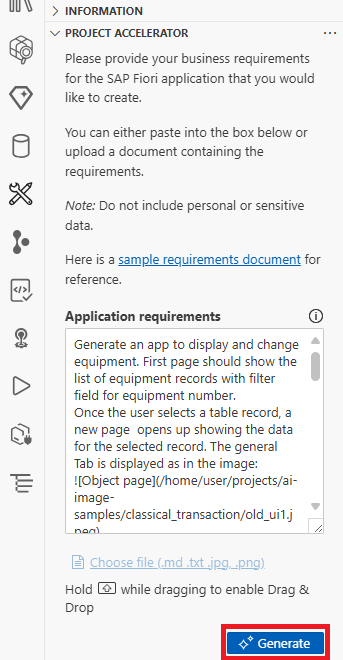 INFORMATION
PROJECT ACCELERATOR
Please provide your business requirements
for the SAP Fiori application that you would
like to create.
You can either paste into the box below or
upload a document containing the
requirements.
Note: Do not include personal or sensitive
data.
Here is a sample requirements document for
reference.
Application requirements
Generate an app to display and change
equipment. First page should show the
list of equipment records with filter
field for equipment number.
Once the user selects a table record, a
new page  opens up showing the data
for the selected record. The general
Tab is displayed as in the image:
![Object page](/home/user/projects/ai-
image-
samples/classical_transaction/old_ui1.j
peg)
Choose file (.md .txt .jpg, .png)
Hold ⇧ while dragging to enable Drag &
Drop
Generate